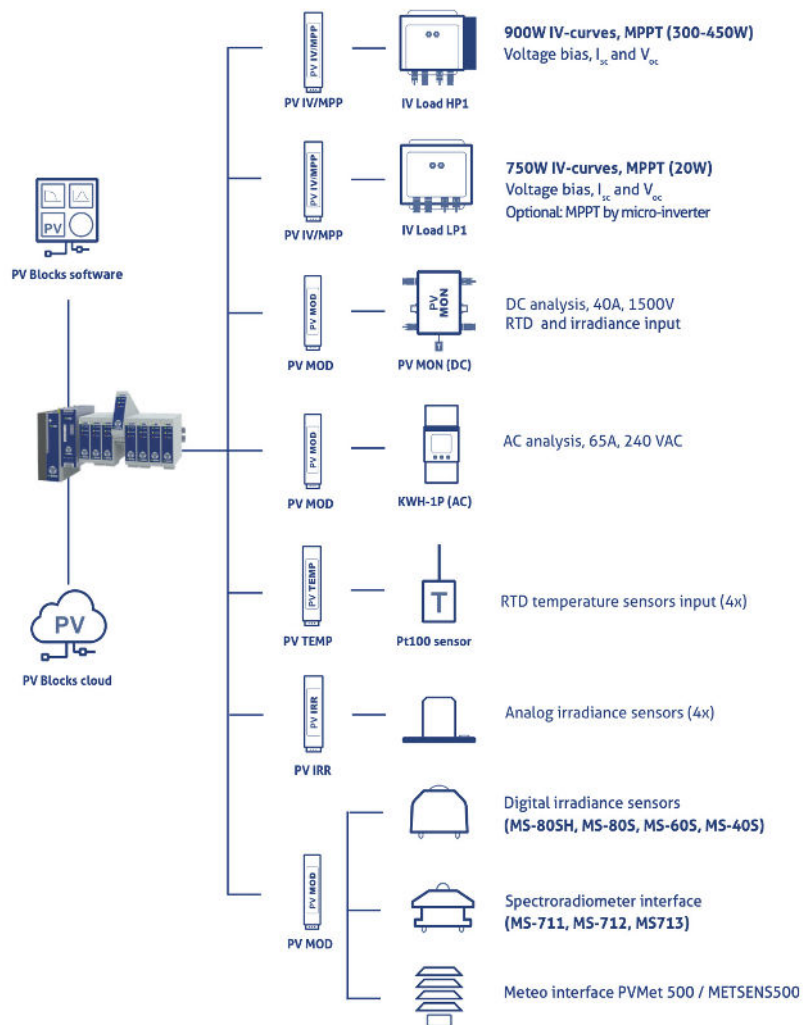 PV IV/MPP
PV IV/MPP
IV Load HP1
900W IV-curves, MPPT (300-450W)
Voltage bias, Isc and Voc
PV IV/MPP
PV IV/MPP
IV Load LP1
750W IV-curves, MPPT (20W)
Voltage bias, Isc and Voc
Optional: MPPT by micro-inverter
PV
PV Blocks software
PV MOD
PV MOD
PV MON
T
PV MON (DC)
DC analysis, 40A, 1500V
RTD and irradiance input
PV MOD
PV MOD
KWH-1P (AC)
AC analysis, 65A, 240 VAC
PV TEMP
PV TEMP
T
Pt100 sensor
RTD temperature sensors input (4x)
PV
PV Blocks cloud
PV IRR
PV IRR
Analog irradiance sensors (4x)
PV MOD
PV MOD
Digital irradiance sensors
(MS-80SH, MS-80S, MS-60S, MS-40S)
Spectroradiometer interface
(MS-711, MS-712, MS713)
Meteo interface PVMet 500 / METSENS500